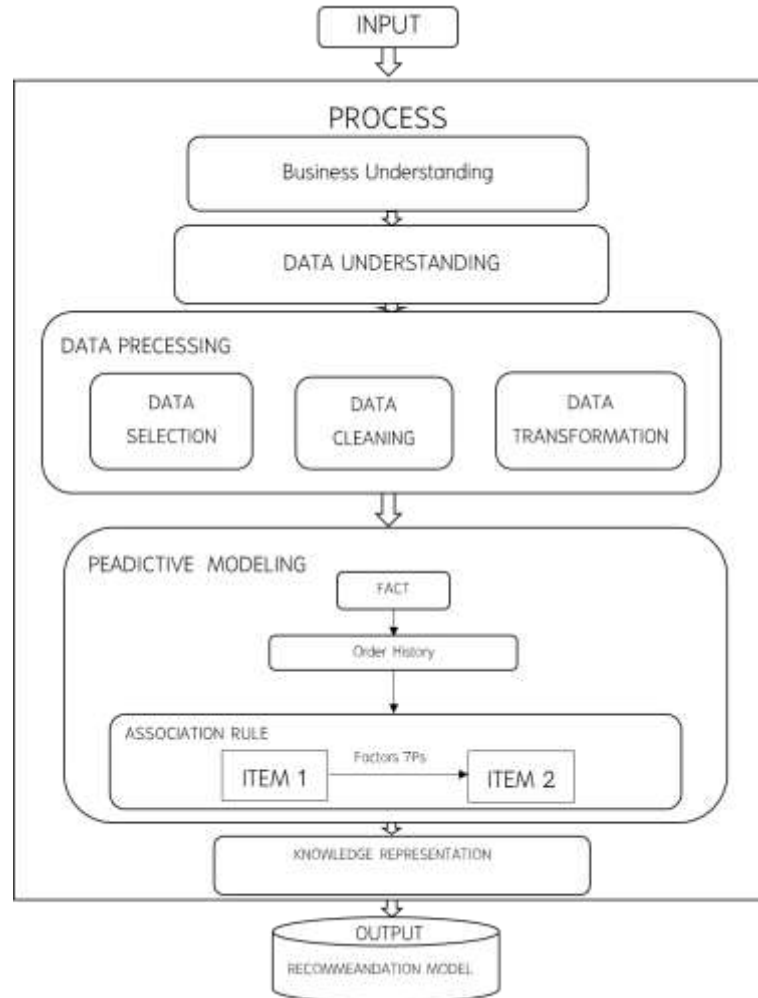 INPUT
PROCESS
Business Understanding
DATA UNDERSTANDING
DATA PRECESSING
DATA
SELECTION
DATA
CLEANING
DATA
TRANSFORMATION
PEADICTIVE MODELING
FACT
Order History
ASSOCIATION RULE
ITEM 1
Factors 7Ps
ITEM 2
KNOWLEDGE REPRESENTATION
OUTPUT
RECOMMEANDATION MODEL